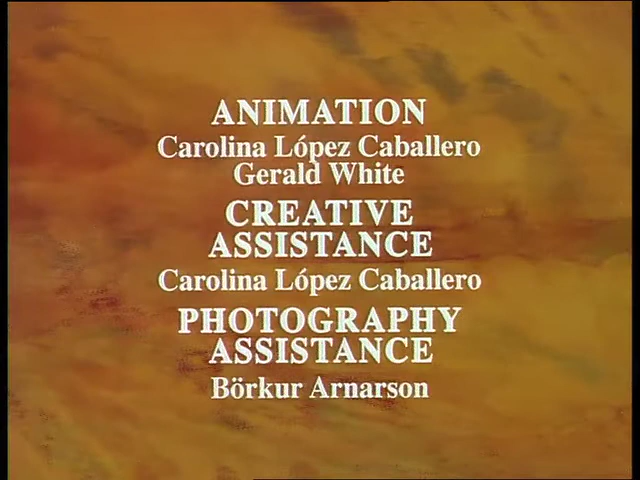 ANIMATION
Carolina López Caballero
Gerald White
CREATIVE
ASSISTANCE
Carolina López Caballero
PHOTOGRAPHY
ASSISTANCE
Börkur Arnarson